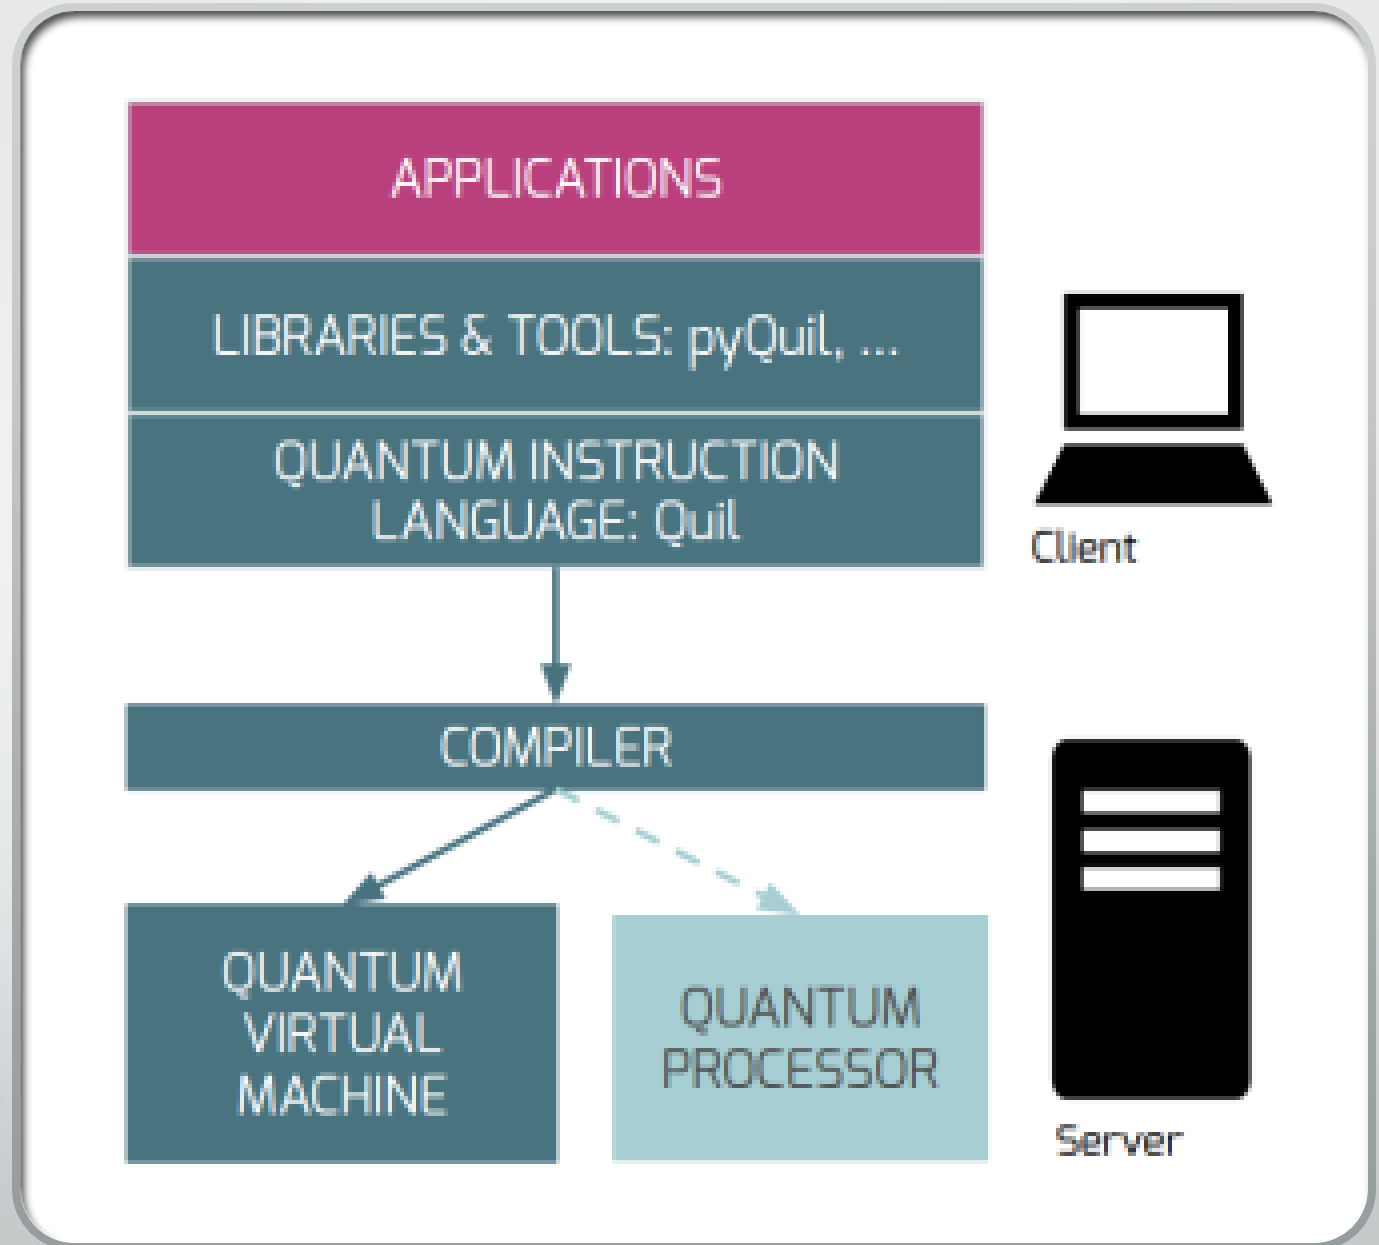 APPLICATIONS
LIBRARIES & TOOLS: pyQuil, ...
QUANTUM INSTRUCTION
LANGUAGE: Quil
Client
COMPILER
QUANTUM
VIRTUAL
MACHINE
QUANTUM
PROCESSOR
Server